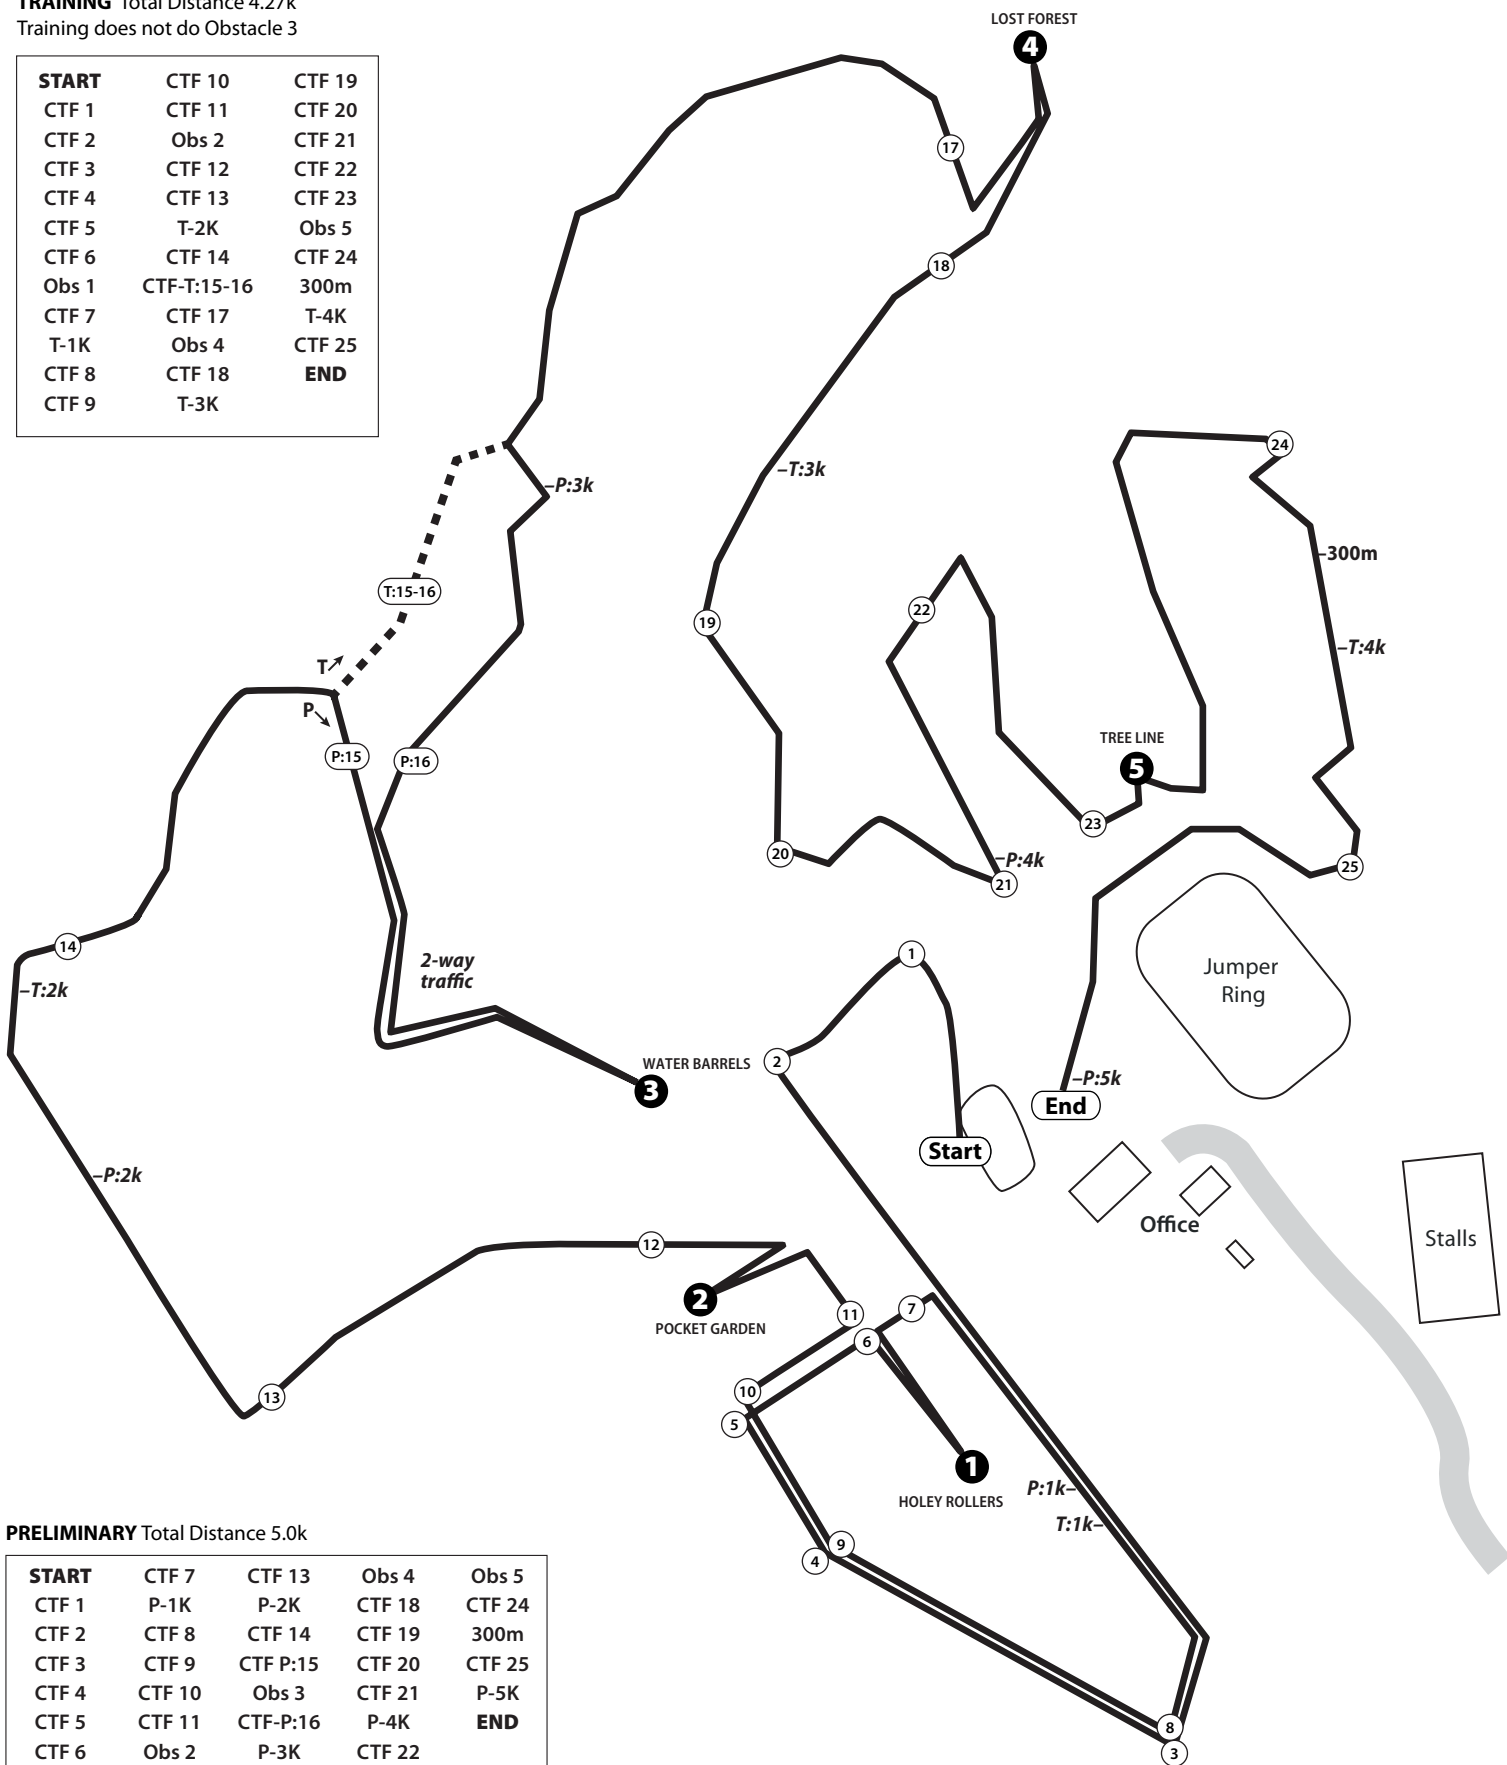 TRAINING Total Distance 4.27k
Training does not do Obstacle 3
START CTF 10 CTF 19
CTF 1 CTF 11 CTF 20
CTF 2 Obs 2 CTF 21
CTF 3 CTF 12 CTF 22
CTF 4 CTF 13 CTF 23
CTF 5 T-2K Obs 5
CTF 6 CTF 14 CTF 24
Obs 1 CTF-T:15-16 300m
CTF 7 CTF 17 T-4K
T-1K Obs 4 CTF 25
CTF 8 CTF 18 END
CTF 9 T-3K
LOST FOREST
4
17
18
–T:3k
24
–P:3k
–300m
T:15-16
22
19
–T:4k
T
P
TREE LINE
P:15
P:16
5
23
20
–P:4k
21
25
14
1
2-way
traffic
Jumper
Ring
–T:2k
2
WATER BARRELS
3
–P:5k
End
Start
–P:2k
Office
Stalls
12
2
POCKET GARDEN
7
11
6
13
10
5
1
HOLEY ROLLERS
P:1k–
T:1k–
9
4
8
3
PRELIMINARY Total Distance 5.0k
START CTF 7 CTF 13 Obs 4 Obs 5
CTF 1 P-1K P-2K CTF 18 CTF 24
CTF 2 CTF 8 CTF 14 CTF 19 300m
CTF 3 CTF 9 CTF P:15 CTF 20 CTF 25
CTF 4 CTF 10 Obs 3 CTF 21 P-5K
CTF 5 CTF 11 CTF-P:16 P-4K END
CTF 6 Obs 2 P-3K CTF 22